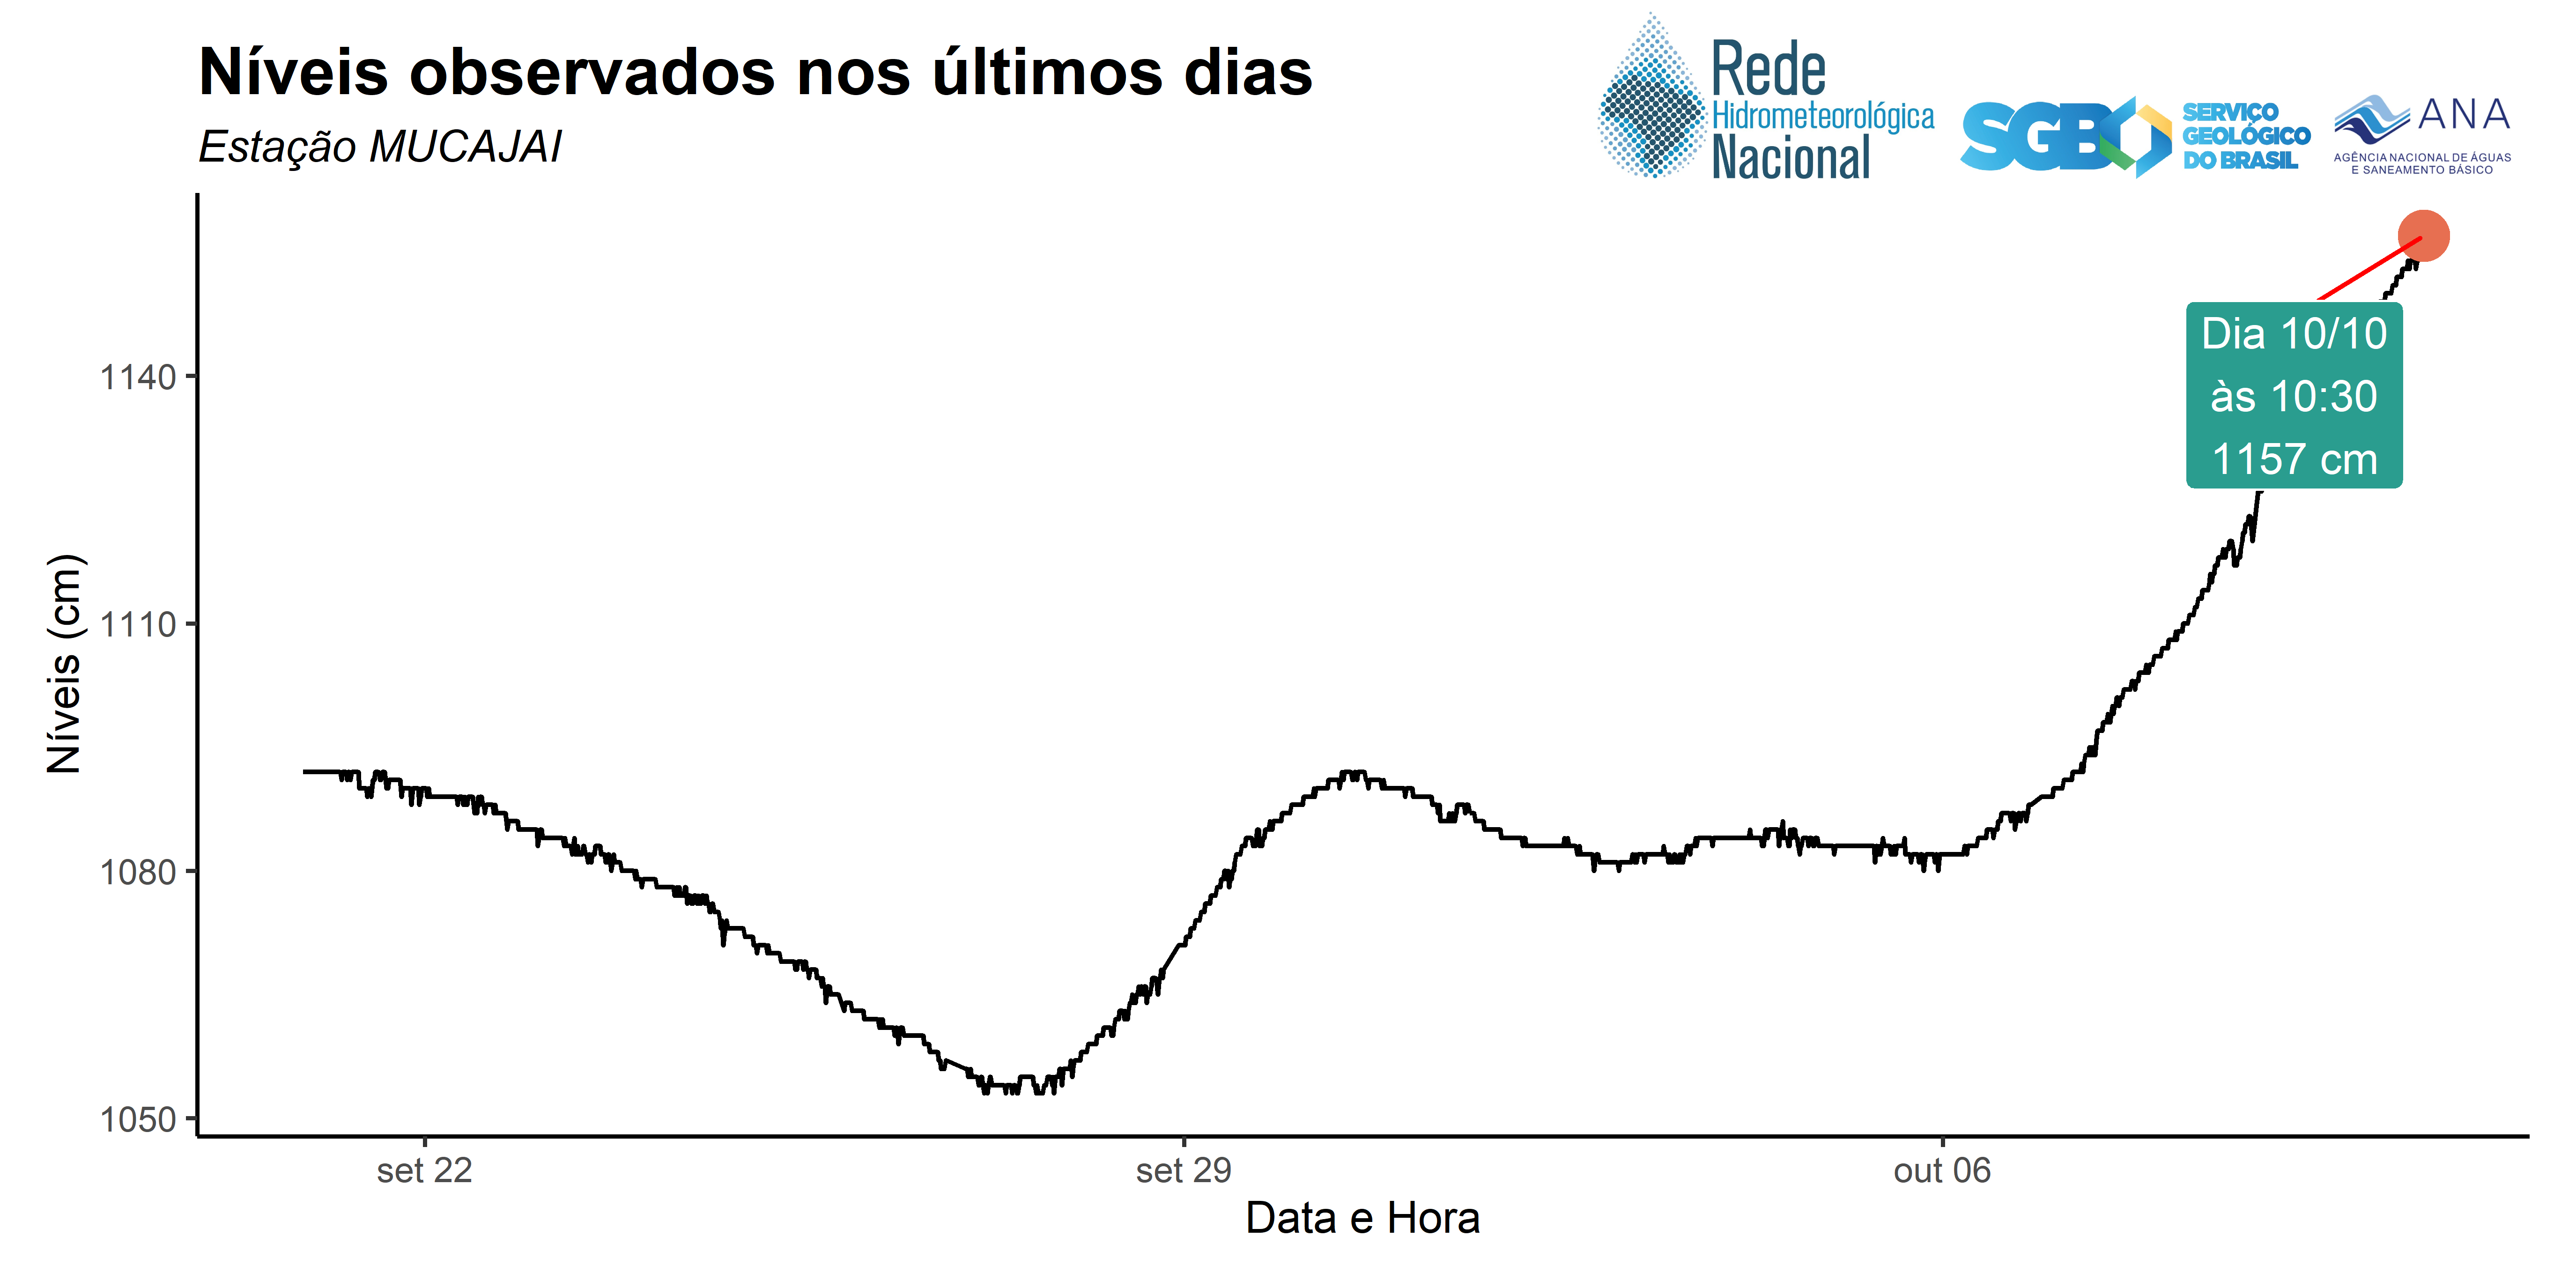 Níveis observados nos últimos dias
Estação MUCAJAI
Rede
Hidrometeorológica
Nacional
SGB
SERVIÇO
GEOLÓGICO
DO BRASIL
ANA
AGÊNCIA NACIONAL DE ÁGUAS
E SANEAMENTO BÁSICO
Níveis (cm)
1140
1110
1080
1050
Dia 10/10
às 10:30
1157 cm
set 22
set 29
out 06
Data e Hora